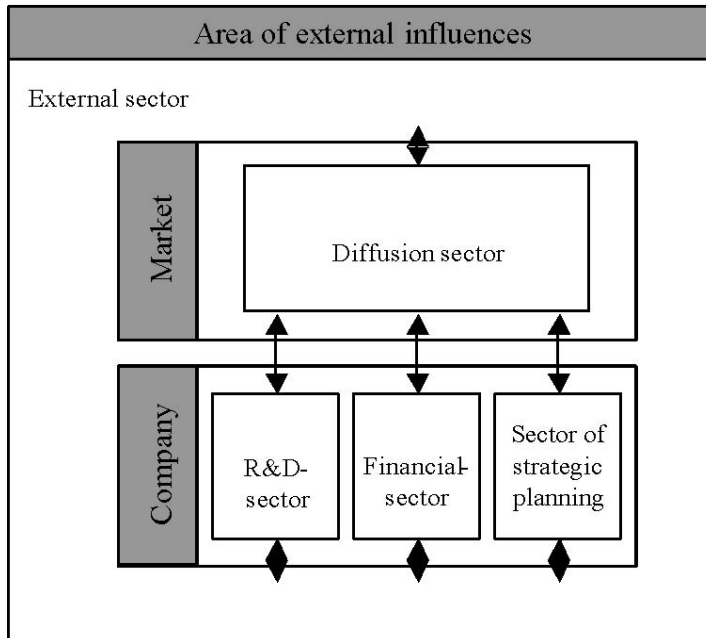 Area of external influences
External sector
Market
Diffusion sector
Company
R&D-
sector
Financial-
sector
Sector of
strategic
planning